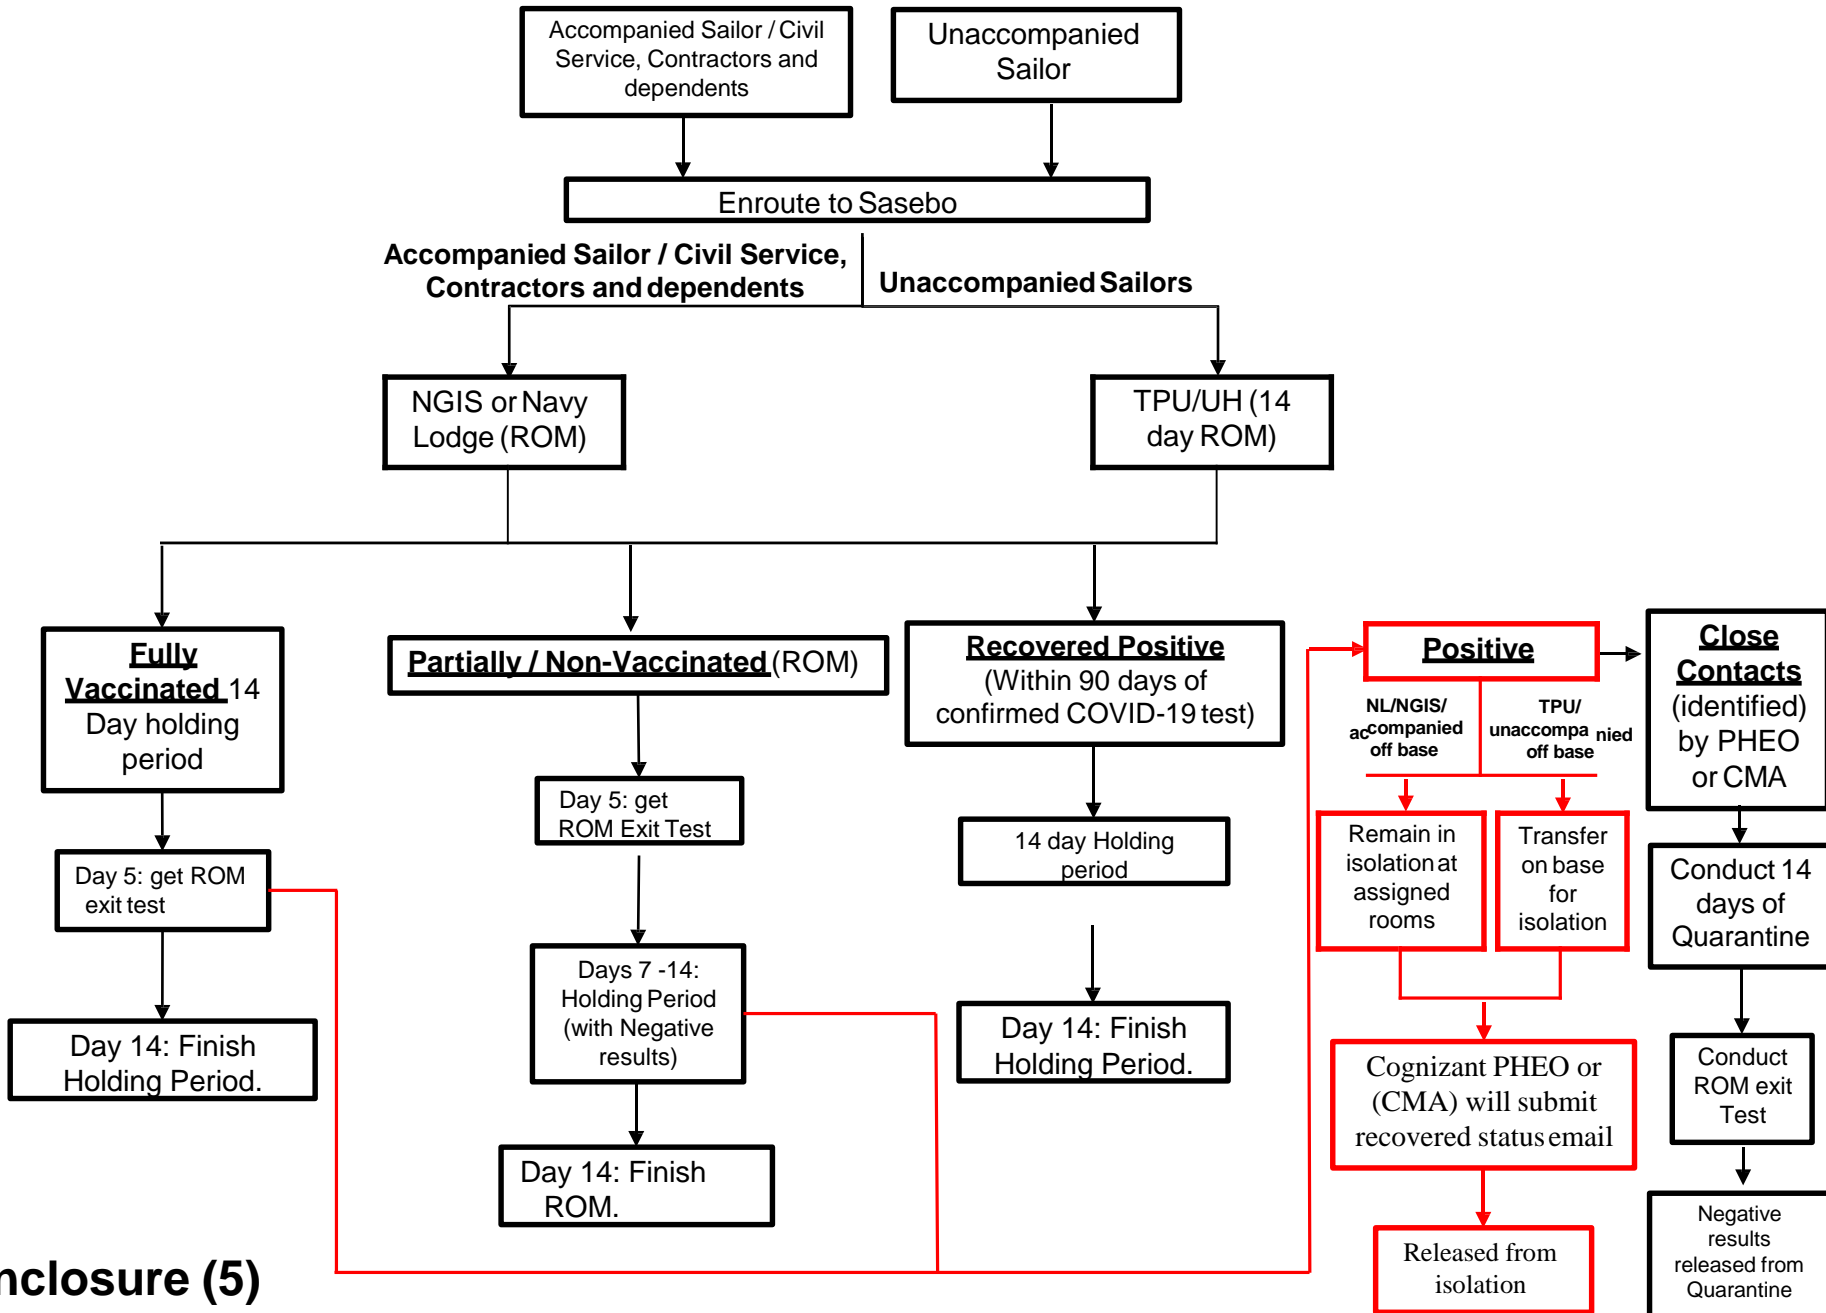 Accompanied Sailor / Civil
Service, Contractors and
dependents
Unaccompanied
Sailor
Enroute to Sasebo
Accompanied Sailor / Civil Service,
Contractors and dependents
Unaccompanied Sailors
NGIS or Navy
Lodge (ROM)
TPU/UH (14
day ROM)
Fully
Vaccinated 14
Day holding
period
Day 5: get ROM
exit test
Day 14: Finish
Holding Period.
Partially / Non-Vaccinated (ROM)
Day 5: get
ROM Exit Test
Days 7 -14:
Holding Period
(with Negative
results)
Day 14: Finish
ROM.
Recovered Positive
(Within 90 days of
confirmed COVID-19 test)
14 day Holding
period
Day 14: Finish
Holding Period.
Positive
NL/NGIS/
accompanied
off base
TPU/
unaccompanied
off base
Remain in
isolation at
assigned
rooms
Transfer
on base
for
isolation
Cognizant PHEO or
(CMA) will submit
recovered status email
Released from
isolation
Close
Contacts
(identified)
by PHEO
or CMA
Conduct 14
days of
Quarantine
Conduct
ROM exit
Test
Negative
results
released from
Quarantine
nclosure (5)